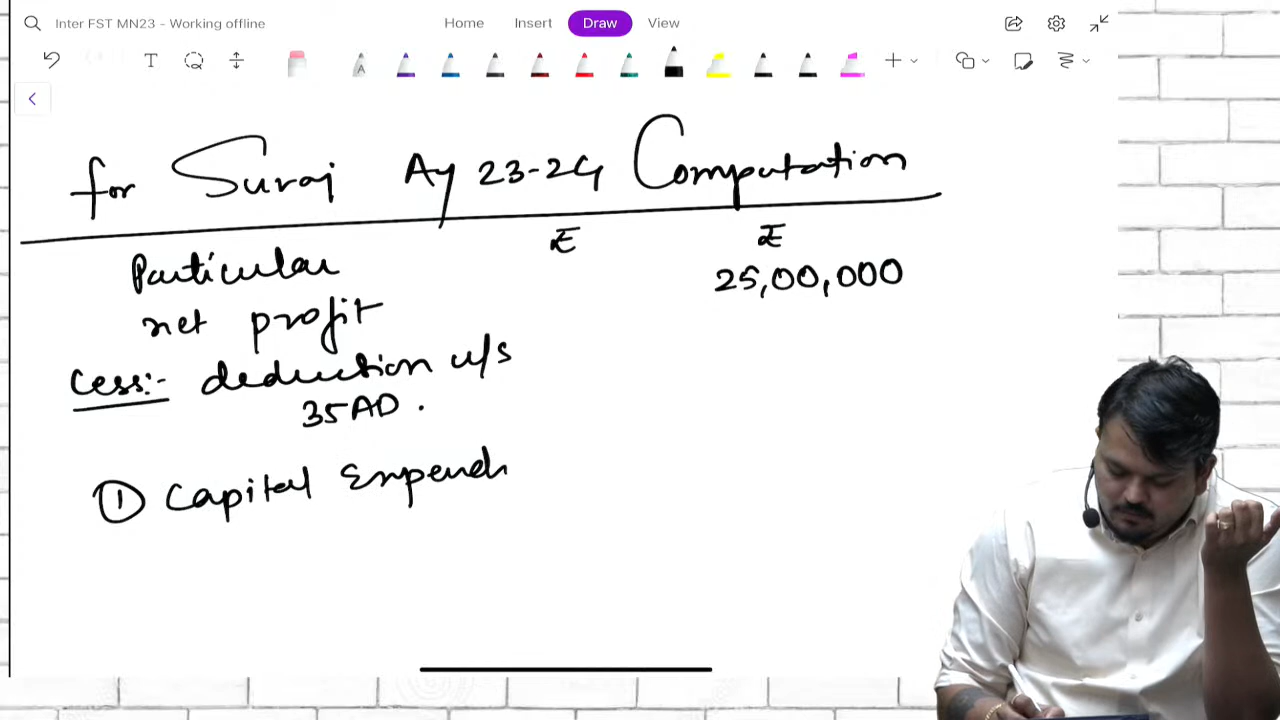 Inter FST MN23 - Working offline
Home Insert Draw View
T
A
for Suraj Ay 23-24 Computation
₹ ₹
Particular
25,00,000
net profit
Less:- deduction u/s
35AD.
① Capital Expendi